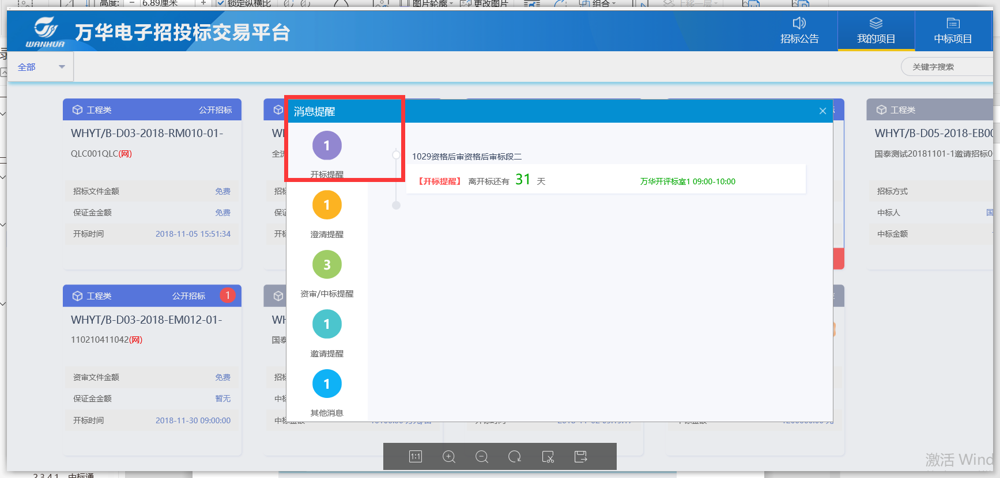 高度: − 6.89厘米 + 锁定纵横比 图片轮廓 更改图片 组合 上移一层
WANHUA 万华电子招投标交易平台
招标公告 我的项目 中标项目
全部
关键字搜索
工程类 公开招标
WHYT/B-D03-2018-RM010-01-
QLC001QLC(网)
招标文件金额 免费
保证金金额 免费
开标时间 2018-11-05 15:51:34
工程类 公开招标 1
WHYT/B-D03-2018-EM012-01-
110210411042(网)
资审文件金额 免费
保证金金额 暂无
开标时间 2018-11-30 09:00:00
消息提醒
1
开标提醒
1
澄清提醒
3
资审/中标提醒
1
邀请提醒
1
其他消息
1029资格后审资格后审标段二
【开标提醒】 离开标还有 31 天 万华开评标室1 09:00-10:00
工程类
WHYT/B-D05-2018-EB00
国泰测试20181101-1邀请招标0
招标方式
中标人 国
中标金额
1:1
激活 Wind
2.3.4.1 中标通